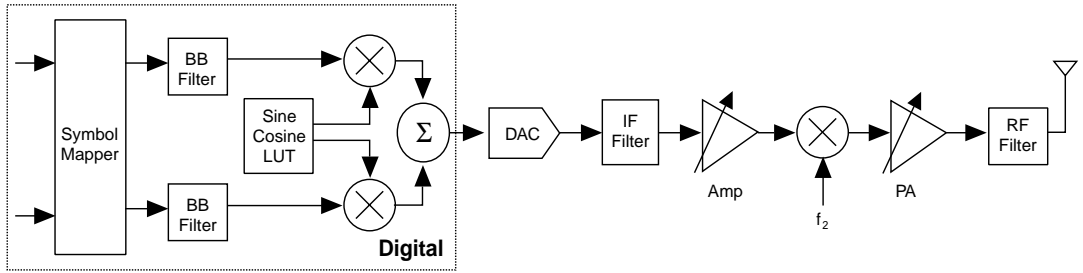 Symbol
Mapper
BB
Filter
BB
Filter
Sine
Cosine
LUT
Σ
Digital
DAC
IF
Filter
Amp
f2
PA
RF
Filter